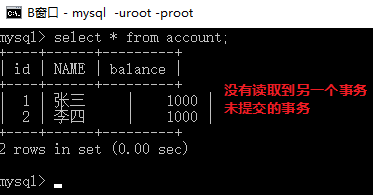 B窗口 - mysql -uroot -proot
mysql> select * from account;
+----+------+---------+
| id | NAME | balance |
+----+------+---------+
| 1 | 张三 | 1000 |
| 2 | 李四 | 1000 |
+----+------+---------+
2 rows in set (0.00 sec)
mysql>
没有读取到另一个事务
未提交的事务